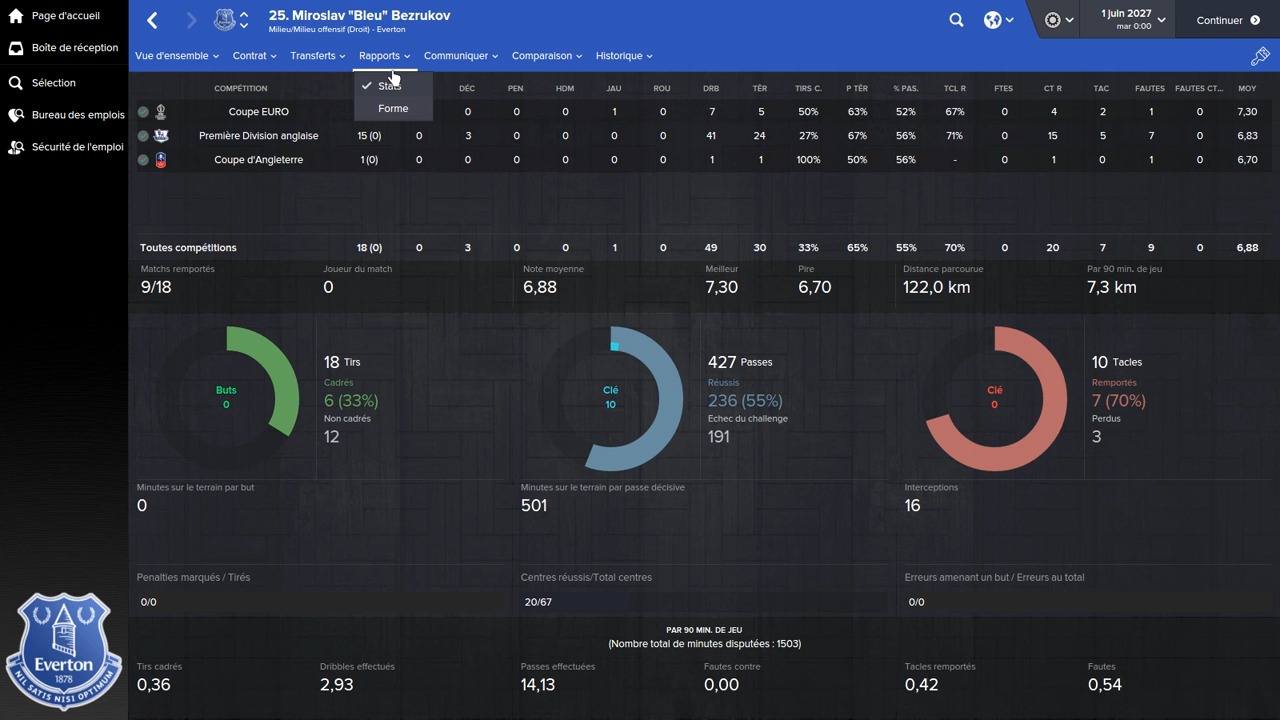 Page d'accueil
Boîte de réception
Sélection
Bureau des emplois
Sécurité de l'emploi
25. Miroslav "Bleu" Bezrukov
Milieu/Milieu offensif (Droit) - Everton
1 juin 2027
mar 0:00
Continuer
Vue d'ensemble Contrat Transferts Rapports Communiquer Comparaison Historique
Stats
Forme
COMPÉTITION DÉC PEN HDM JAU ROU DRB TÊR TIRS C. P TÊR % PAS. TCL R FTES CT R TAC FAUTES FAUTES CT... MOY
Coupe EURO 0 0 0 1 0 7 5 50% 63% 52% 67% 0 4 2 1 0 7,30
Première Division anglaise 15 (0) 0 3 0 0 0 0 41 24 27% 67% 56% 71% 0 15 5 7 0 6,83
Coupe d'Angleterre 1 (0) 0 0 0 0 0 0 1 1 100% 50% 56% - 0 1 0 1 0 6,70
Toutes compétitions 18 (0) 0 3 0 0 1 0 49 30 33% 65% 55% 70% 0 20 7 9 0 6,88
Matchs remportés Joueur du match Note moyenne Meilleur Pire Distance parcourue Par 90 min. de jeu
9/18 0 6,88 7,30 6,70 122,0 km 7,3 km
Buts
0
18 Tirs
Cadrés
6 (33%)
Non cadrés
12
Clé
10
427 Passes
Réussis
236 (55%)
Echec du challenge
191
Clé
0
10 Tacles
Remportés
7 (70%)
Perdus
3
Minutes sur le terrain par but Minutes sur le terrain par passe décisive Interceptions
0 501 16
Penalties marqués / Tirés Centres réussis/Total centres Erreurs amenant un but / Erreurs au total
0/0 20/67 0/0
PAR 90 MIN. DE JEU
(Nombre total de minutes disputées : 1503)
Tirs cadrés Dribbles effectués Passes effectuées Fautes contre Tacles remportés Fautes
0,36 2,93 14,13 0,00 0,42 0,54
Everton
1878
NIL SATIS NISI OPTIMUM